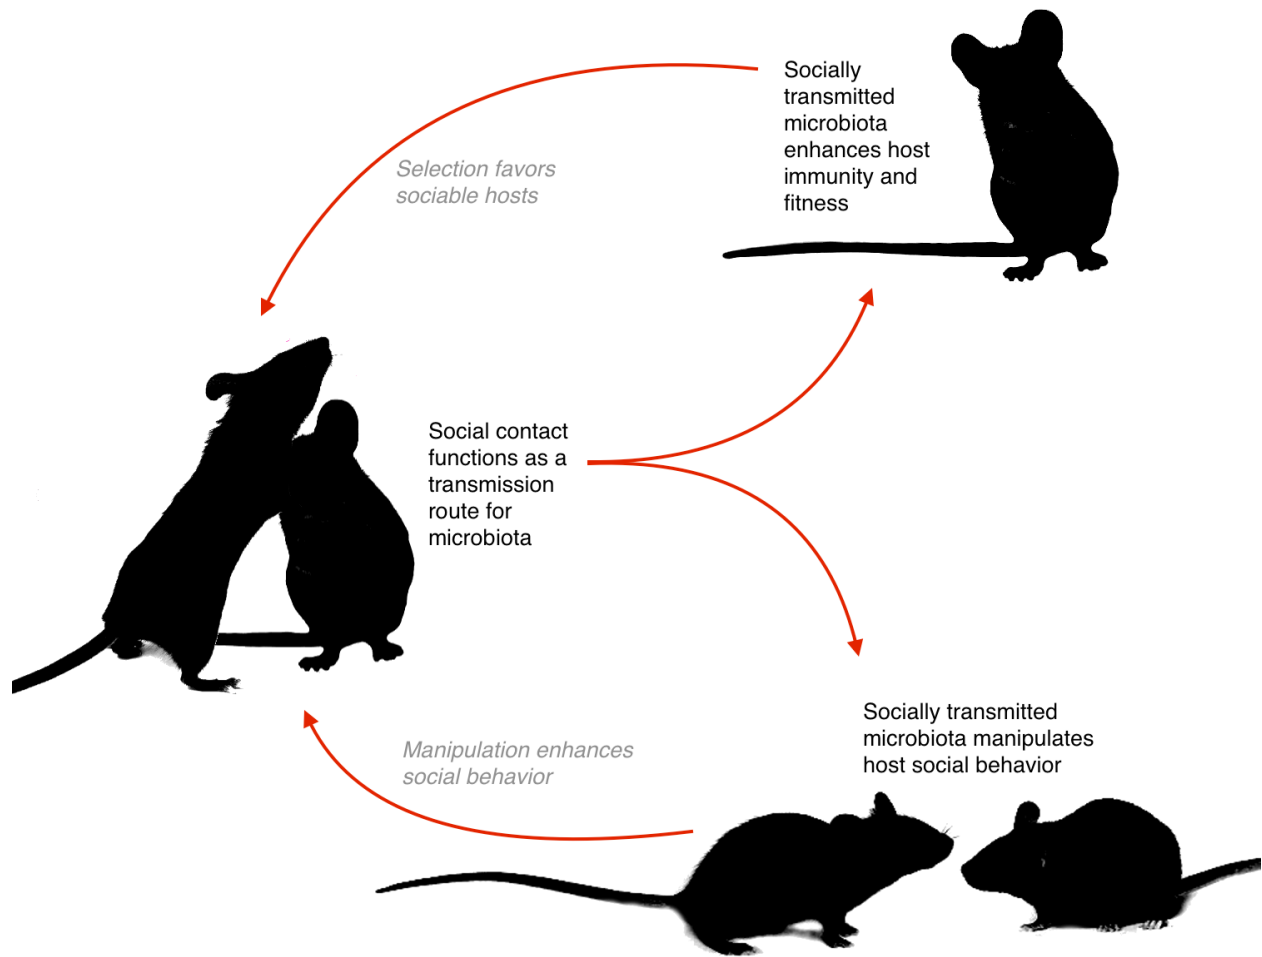 Socially
transmitted
microbiota
enhances host
immunity and
fitness
Selection favors
sociable hosts
Social contact
functions as a
transmission
route for
microbiota
Socially transmitted
microbiota manipulates
host social behavior
Manipulation enhances
social behavior